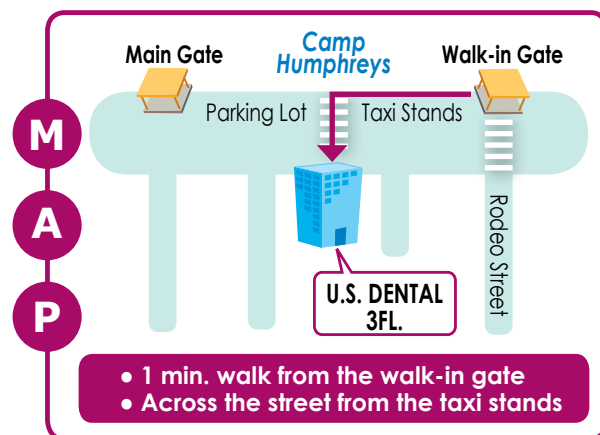 Main Gate
Camp
Humphreys
Walk-in Gate
Parking Lot
Taxi Stands
M
A
P
Rodeo Street
U.S. DENTAL
3FL.
● 1 min. walk from the walk-in gate
● Across the street from the taxi stands